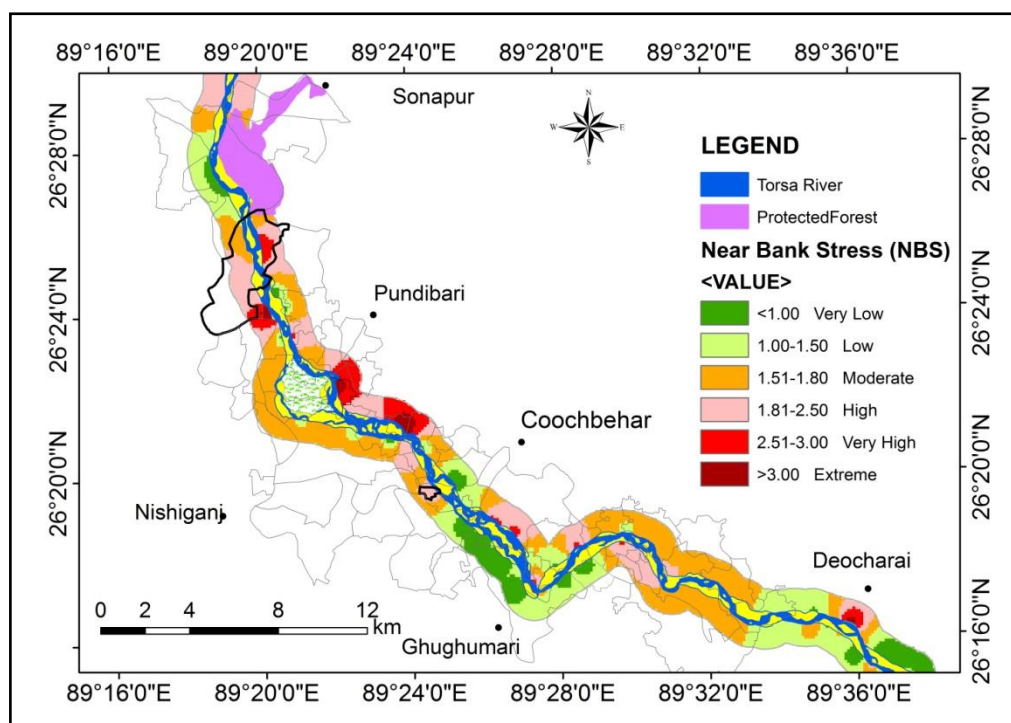 89°16'0"E 89°20'0"E 89°24'0"E 89°28'0"E 89°32'0"E 89°36'0"E
Sonapur
N
W E
S
26°28'0"N
26°28'0"N
LEGEND
Torsa River
ProtectedForest
Near Bank Stress (NBS)
<VALUE>
<1.00 Very Low
1.00-1.50 Low
1.51-1.80 Moderate
1.81-2.50 High
2.51-3.00 Very High
>3.00 Extreme
26°24'0"N
Pundibari
26°24'0"N
Coochbehar
26°20'0"N
26°20'0"N
Nishiganj
Deocharai
0 2 4 8 12
km
Ghughumari
26°16'0"N
26°16'0"N
89°16'0"E 89°20'0"E 89°24'0"E 89°28'0"E 89°32'0"E 89°36'0"E